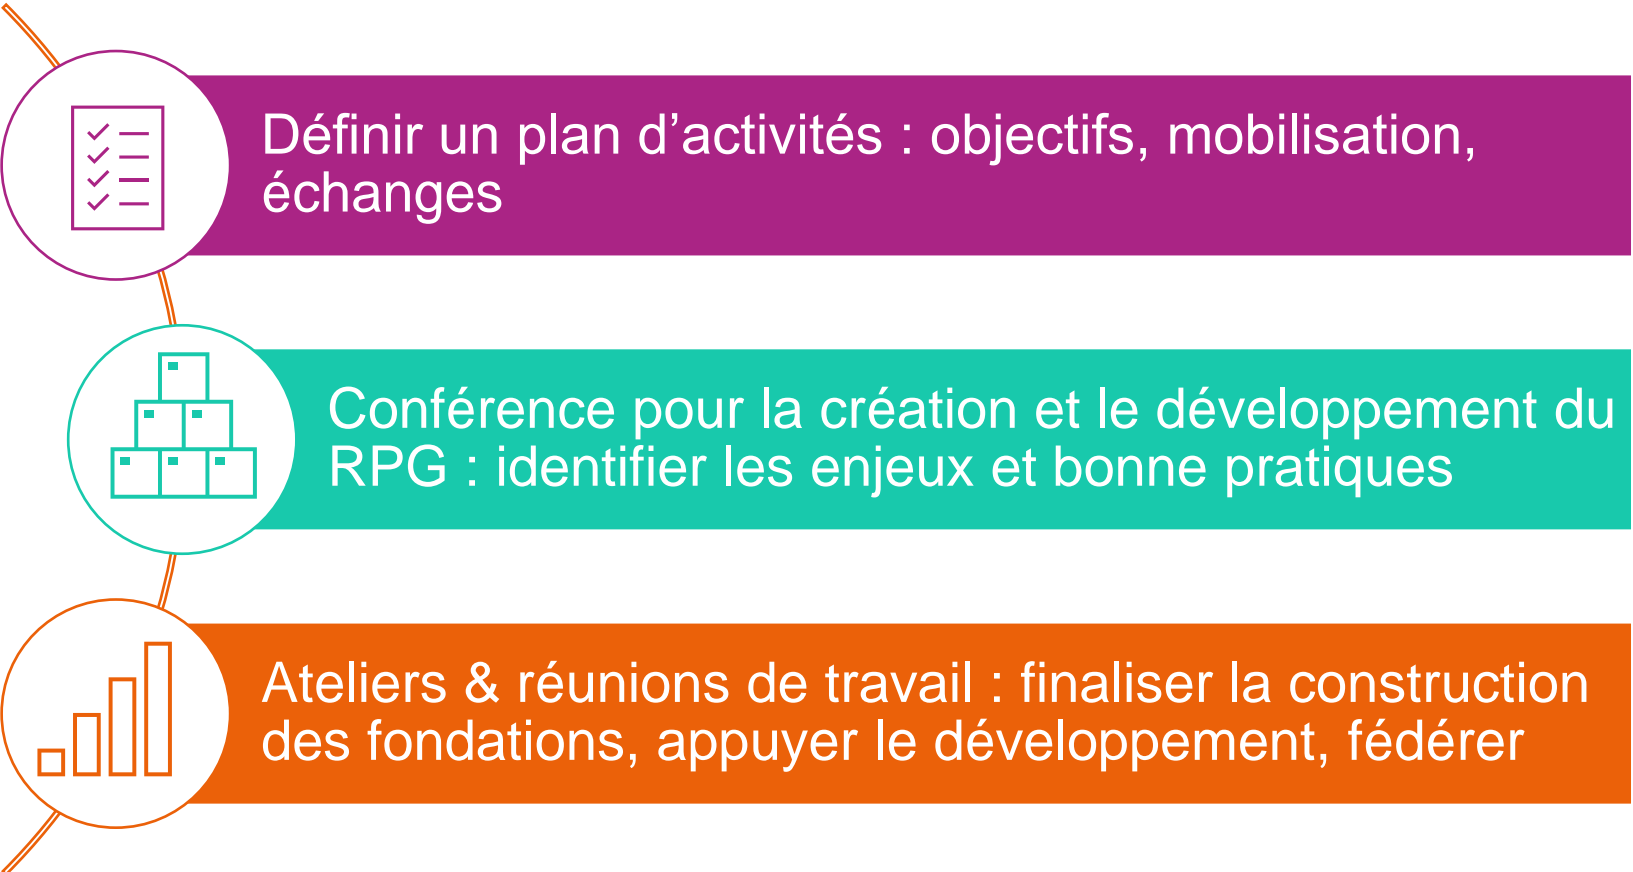 Définir un plan d’activités : objectifs, mobilisation,
échanges
Conférence pour la création et le développement du
RPG : identifier les enjeux et bonne pratiques
Ateliers & réunions de travail : finaliser la construction
des fondations, appuyer le développement, fédérer